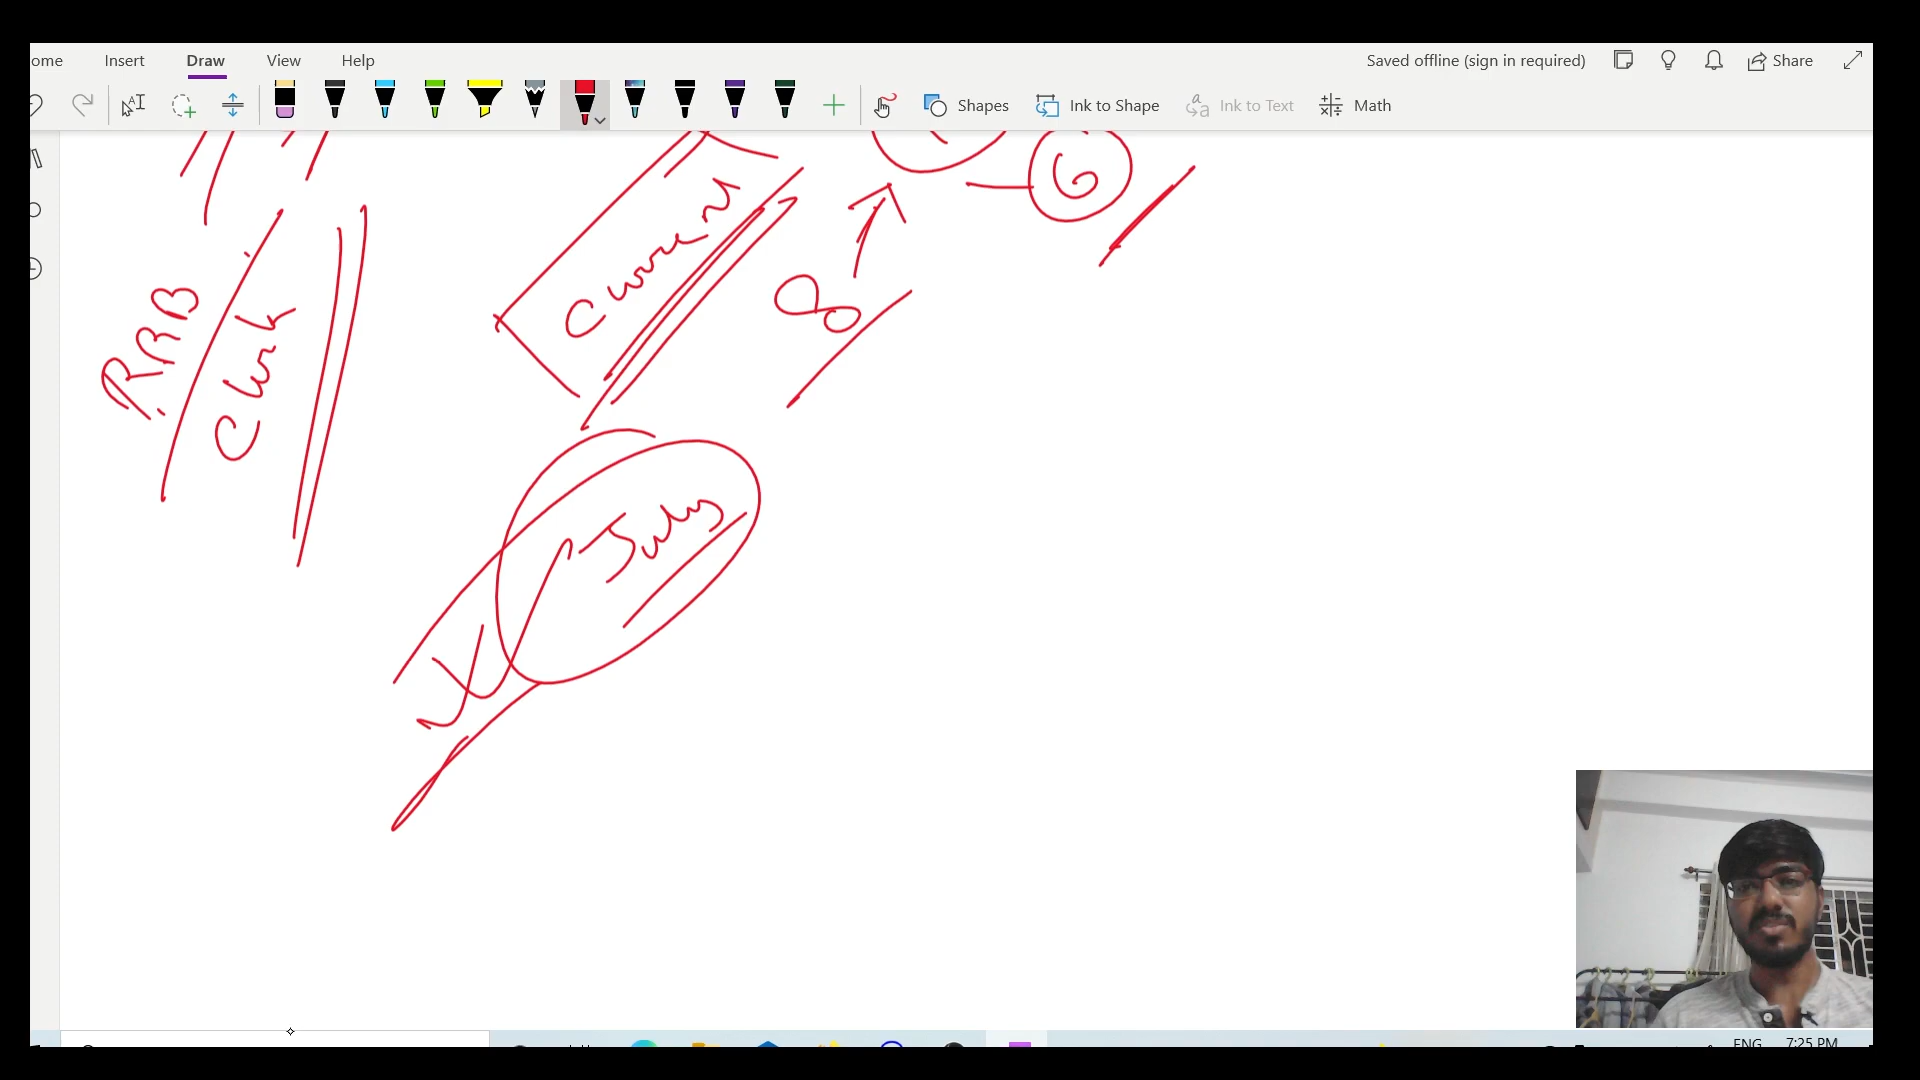 ome Insert Draw View Help Saved offline (sign in required) Share
Shapes Ink to Shape Ink to Text Math
Current
6
8
RRB
Clerk
July
ENG 7:25 PM